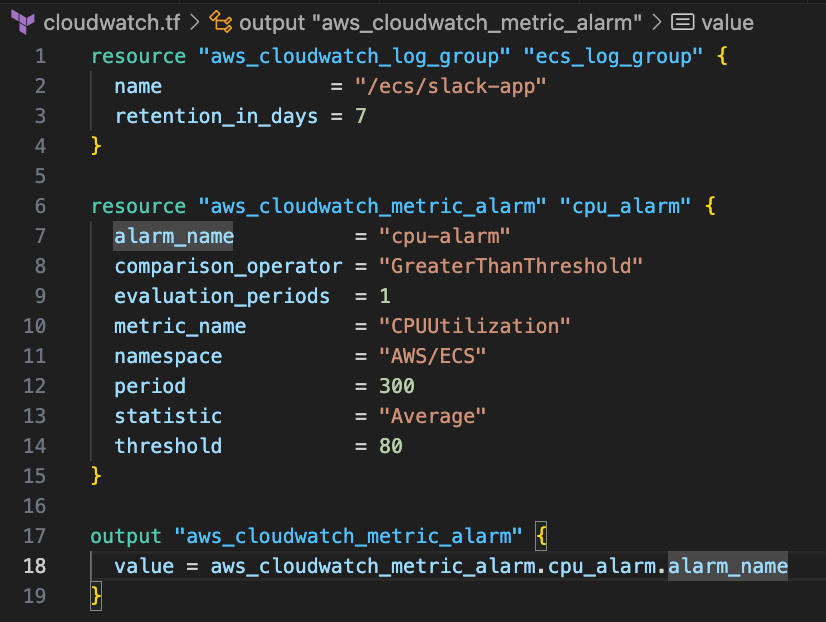 cloudwatch.tf > output "aws_cloudwatch_metric_alarm" > value
1 resource "aws_cloudwatch_log_group" "ecs_log_group" {
2 name = "/ecs/slack-app"
3 retention_in_days = 7
4 }
5
6 resource "aws_cloudwatch_metric_alarm" "cpu_alarm" {
7 alarm_name = "cpu-alarm"
8 comparison_operator = "GreaterThanThreshold"
9 evaluation_periods = 1
10 metric_name = "CPUUtilization"
11 namespace = "AWS/ECS"
12 period = 300
13 statistic = "Average"
14 threshold = 80
15 }
16
17 output "aws_cloudwatch_metric_alarm" {
18 value = aws_cloudwatch_metric_alarm.cpu_alarm.alarm_name
19 }